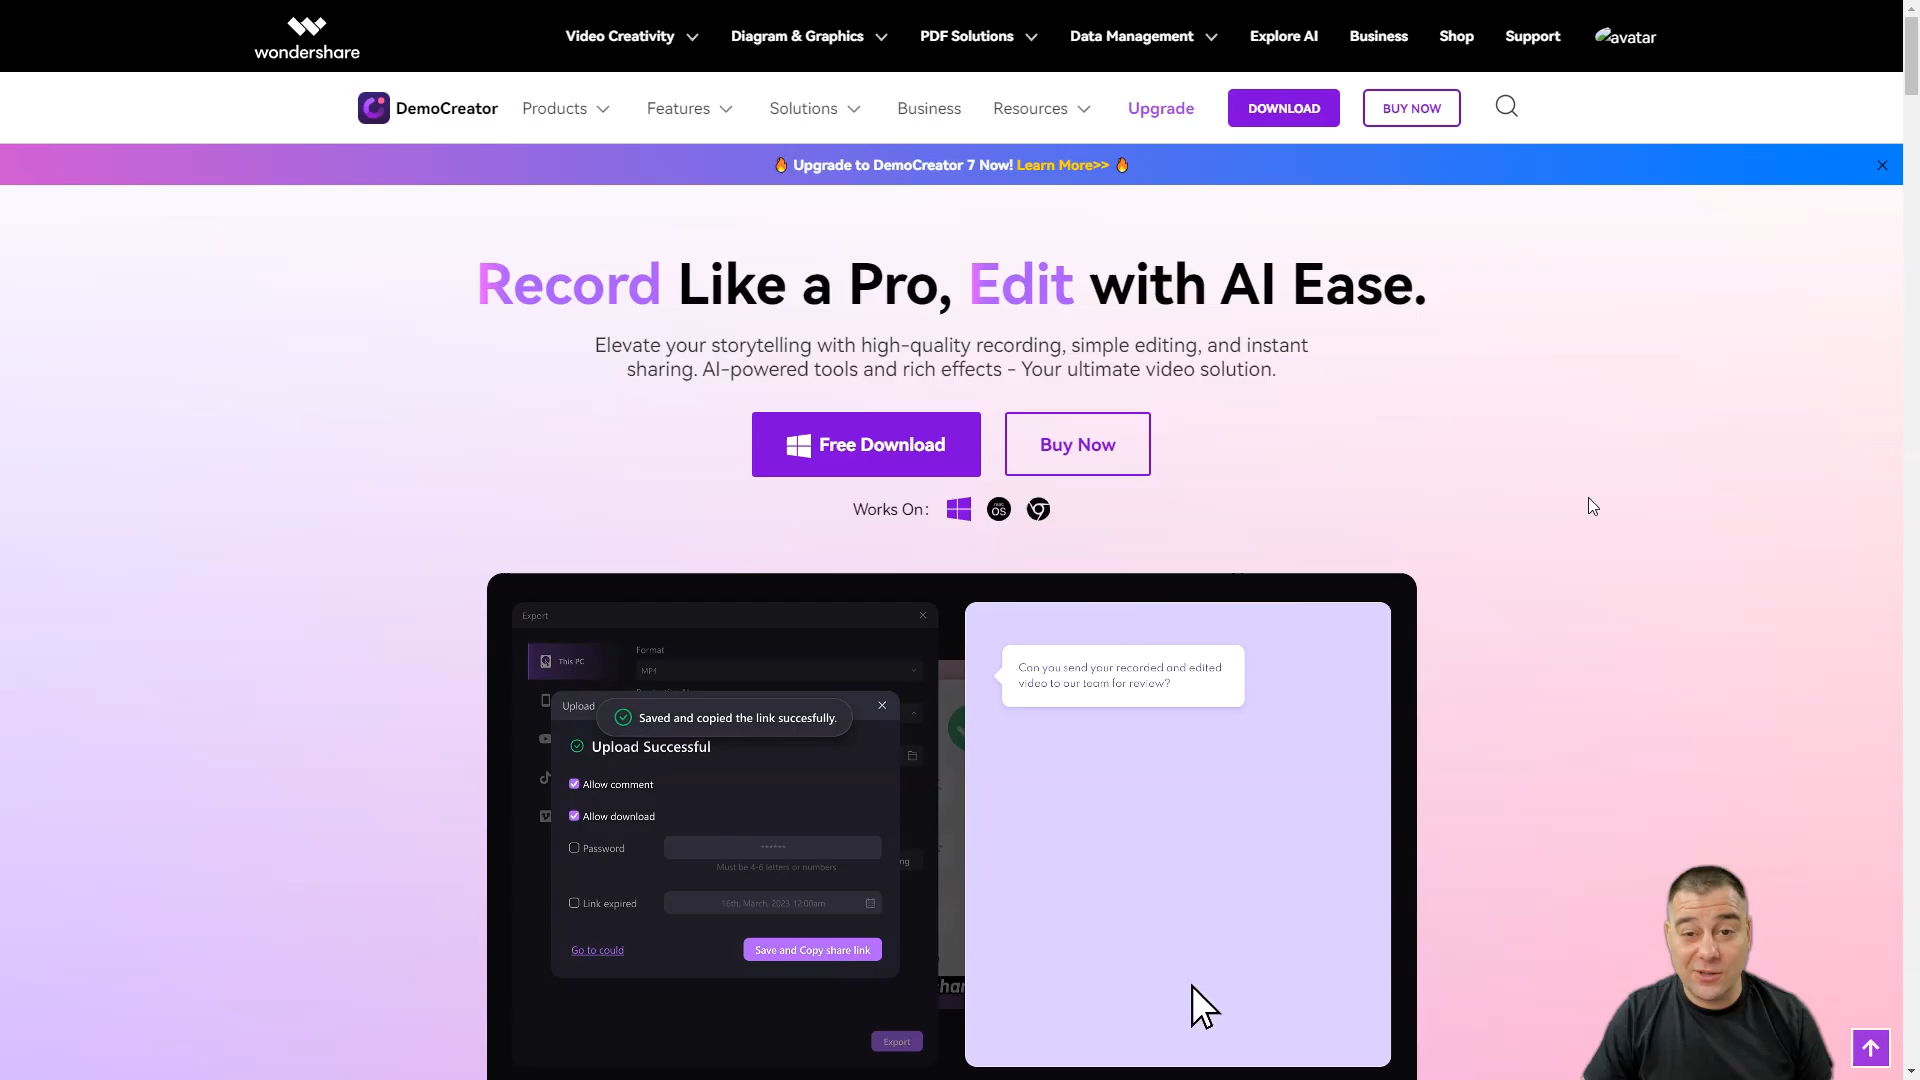 wondershare
Video Creativity
Diagram & Graphics
PDF Solutions
Data Management
Explore AI
Business
Shop
Support
avatar
DemoCreator
Products
Features
Solutions
Business
Resources
Upgrade
DOWNLOAD
BUY NOW
Upgrade to DemoCreator 7 Now! Learn More>>
Record Like a Pro, Edit with AI Ease.
Elevate your storytelling with high-quality recording, simple editing, and instant
sharing. AI-powered tools and rich effects - Your ultimate video solution.
Free Download
Buy Now
Works On:
macOS
Export
This PC
Format
MP4
Upload
Saved and copied the link succesfully.
Upload Successful
Allow comment
Allow download
Password
******
Must be 4-6 letters or numbers
Link expired
16th, March, 2023, 12:00am
Go to could
Save and Copy share link
Export
Can you send your recorded and edited
video to our team for review?